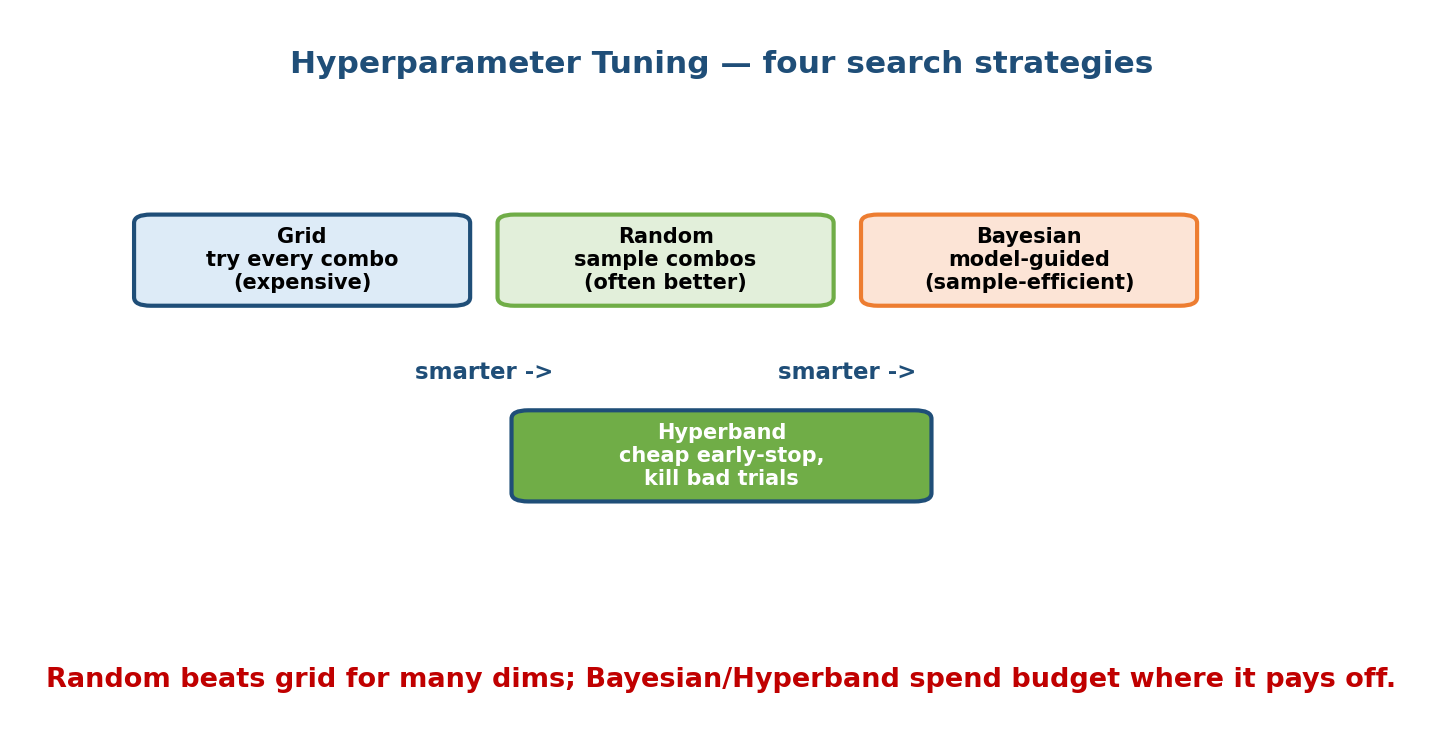 Hyperparameter Tuning — four search strategies
Grid
try every combo
(expensive)
Random
sample combos
(often better)
Bayesian
model-guided
(sample-efficient)
smarter ->
smarter ->
Hyperband
cheap early-stop,
kill bad trials
Random beats grid for many dims; Bayesian/Hyperband spend budget where it pays off.